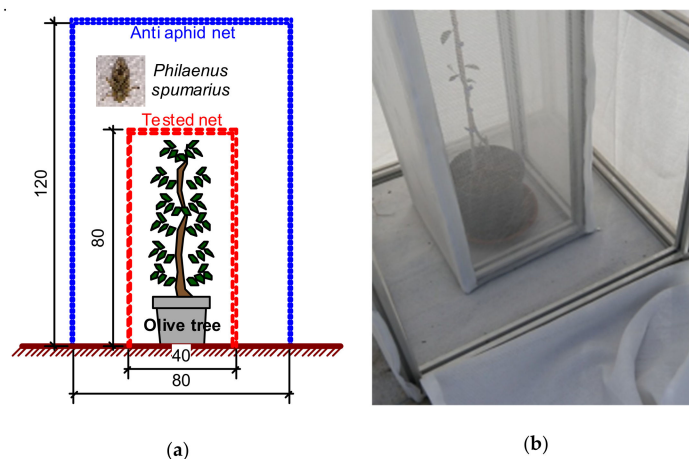 Anti aphid net
Philaenus
spumarius
Tested net
120
80
Olive tree
40
80
(a)
(b)